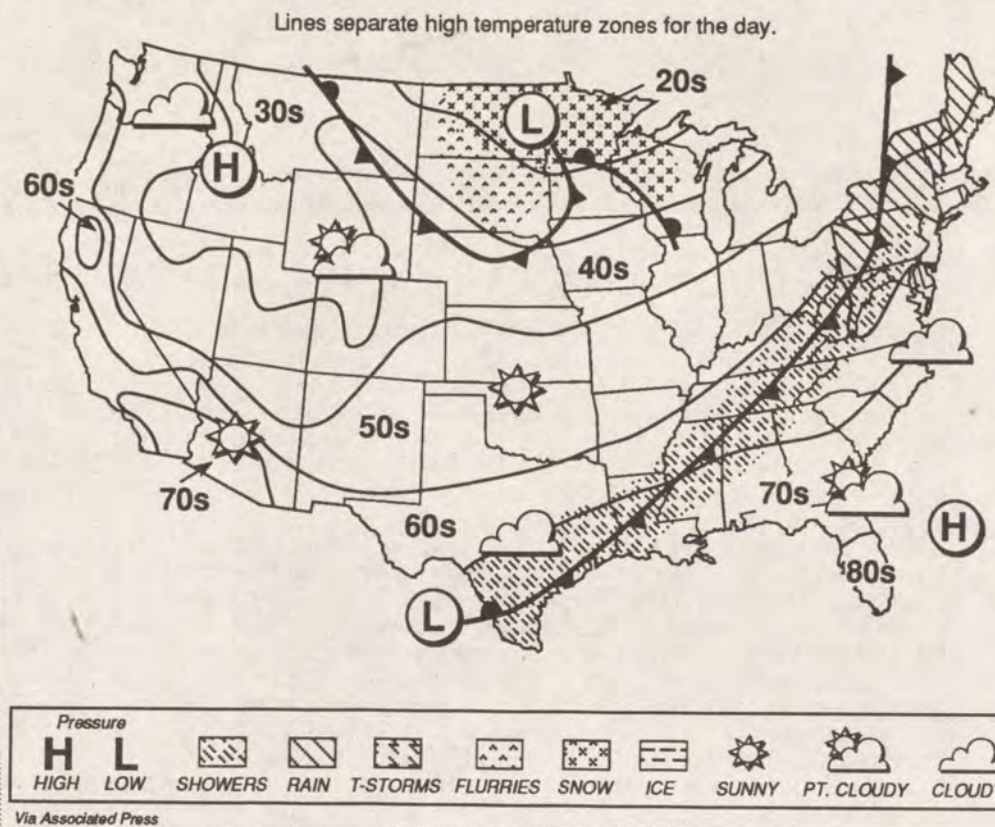 Lines separate high temperature zones for the day.
20s
30s
L
H
60s
40s
50s
70s
60s
70s
H
80s
L
Pressure
H L
HIGH LOW SHOWERS RAIN T-STORMS FLURRIES SNOW ICE SUNNY PT. CLOUDY CLOUD
Via Associated Press